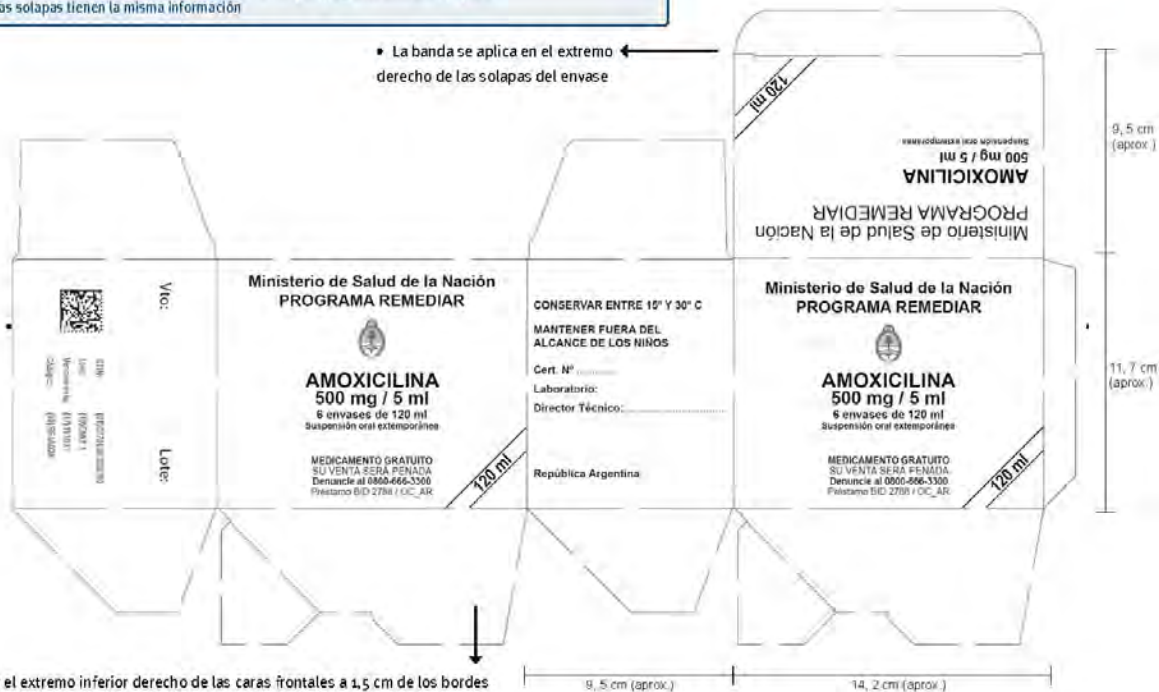 as solapas tienen la misma información
• La banda se aplica en el extremo
derecho de las solapas del envase
120 ml
Suspensión oral extemporánea
500 mg / 5 ml
AMOXICILINA
PROGRAMA REMEDIAR
Ministerio de Salud de la Nación
9, 5 cm
(aprox.)
Vto:
Lote:
Ministerio de Salud de la Nación
PROGRAMA REMEDIAR
AMOXICILINA
500 mg / 5 ml
6 envases de 120 ml
Suspensión oral extemporánea
MEDICAMENTO GRATUITO
SU VENTA SERÁ PENADA
Denuncie al 0800-666-3300
Préstamo BID 2788 / OC_AR
120 ml
CONSERVAR ENTRE 15° Y 30° C
MANTENER FUERA DEL
ALCANCE DE LOS NIÑOS
Cert. Nº ............
Laboratorio:
Director Técnico:..............................
República Argentina
Ministerio de Salud de la Nación
PROGRAMA REMEDIAR
AMOXICILINA
500 mg / 5 ml
6 envases de 120 ml
Suspensión oral extemporánea
MEDICAMENTO GRATUITO
SU VENTA SERÁ PENADA
Denuncie al 0800-666-3300
Préstamo BID 2788 / OC_AR
120 ml
11, 7 cm
(aprox.)
el extremo inferior derecho de las caras frontales a 1,5 cm de los bordes
9, 5 cm (aprox.)
14, 2 cm (aprox.)